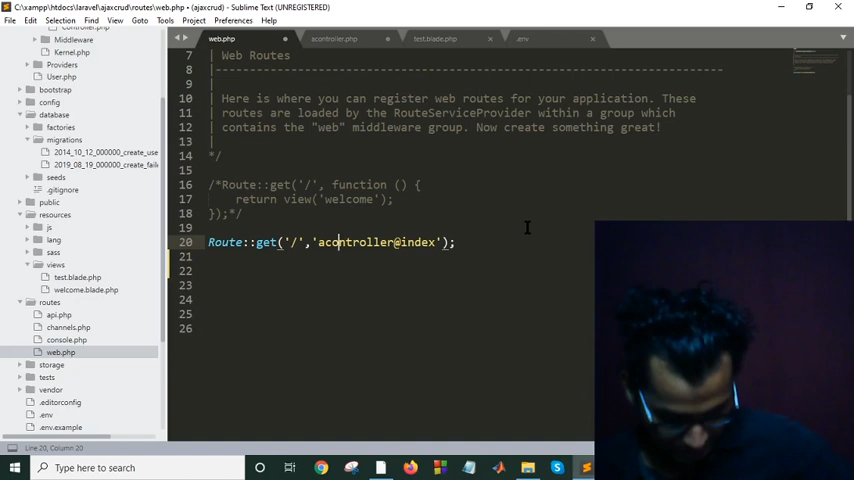 C:\xampp\htdocs\laravel\ajaxcrud\routes\web.php • (ajaxcrud) - Sublime Text (UNREGISTERED)
File Edit Selection Find View Goto Tools Project Preferences Help
Controller.php
Middleware
Kernel.php
Providers
User.php
bootstrap
config
database
factories
migrations
2014_10_12_000000_create_use
2019_08_19_000000_create_faile
seeds
.gitignore
public
resources
js
lang
sass
views
test.blade.php
welcome.blade.php
routes
api.php
channels.php
console.php
web.php
storage
tests
vendor
.editorconfig
.env
.env.example
web.php acontroller.php test.blade.php .env
7 | Web Routes
8 |--------------------------------------------------------------------------
9 |
10 | Here is where you can register web routes for your application. These
11 | routes are loaded by the RouteServiceProvider within a group which
12 | contains the "web" middleware group. Now create something great!
13 |
14 */
15
16 /*Route::get('/', function () {
17 return view('welcome');
18 });*/
19
20 Route::get('/','acontroller@index');
21
22
23
24
25
26
Line 20, Column 20
Type here to search